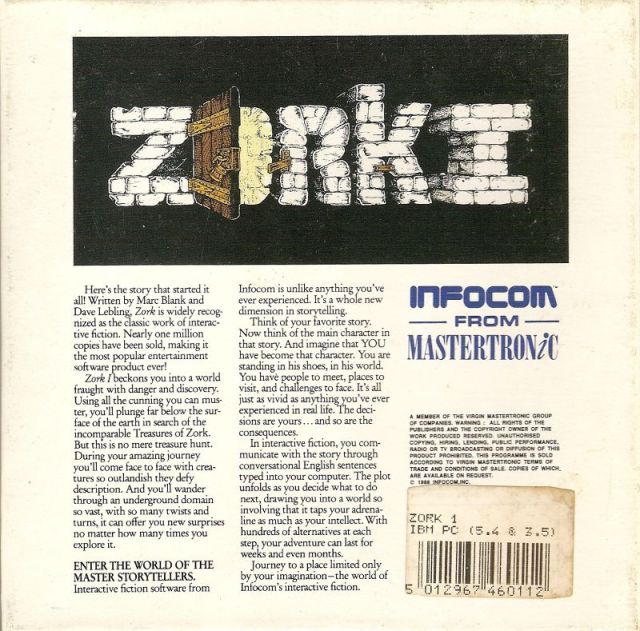 ZORK I
Here's the story that started it
all! Written by Marc Blank and
Dave Lebling, Zork is widely recog-
nized as the classic work of interac-
tive fiction. Nearly one million
copies have been sold, making it
the most popular entertainment
software product ever!
Zork I beckons you into a world
fraught with danger and discovery.
Using all the cunning you can mus-
ter, you'll plunge far below the sur-
face of the earth in search of the
incomparable Treasures of Zork.
But this is no mere treasure hunt.
During your amazing journey
you'll come face to face with crea-
tures so outlandish they defy
description. And you'll wander
through an underground domain
so vast, with so many twists and
turns, it can offer you new surprises
no matter how many times you
explore it.
ENTER THE WORLD OF THE
MASTER STORYTELLERS.
Interactive fiction software from
Infocom is unlike anything you've
ever experienced. It's a whole new
dimension in storytelling.
Think of your favorite story.
Now think of the main character in
that story. And imagine that YOU
have become that character. You are
standing in his shoes, in his world.
You have people to meet, places to
visit, and challenges to face. It's all
just as vivid as anything you've ever
experienced in real life. The deci-
sions are yours...and so are the
consequences.
In interactive fiction, you com-
municate with the story through
conversational English sentences
typed into your computer. The plot
unfolds as you decide what to do
next, drawing you into a world so
involving that it taps your adrena-
line as much as your intellect. With
hundreds of alternatives at each
step, your adventure can last for
weeks and even months.
Journey to a place limited only
by your imagination—the world of
Infocom's interactive fiction.
INFOCOM™
FROM
MASTERTRONiC
A MEMBER OF THE VIRGIN MASTERTRONIC GROUP
OF COMPANIES. WARNING : ALL RIGHTS OF THE
PUBLISHERS AND THE COPYRIGHT OWNER OF THE
WORK PRODUCED RESERVED. UNAUTHORISED
COPYING, HIRING, LENDING, PUBLIC PERFORMANCE,
RADIO OR TV BROADCASTING OR DIFFUSION OF THIS
PRODUCT PROHIBITED. THIS PROGRAMME IS SOLD
ACCORDING TO VIRGIN MASTERTRONIC TERMS OF
TRADE AND CONDITIONS OF SALE. COPIES OF WHICH,
ARE AVAILABLE ON REQUEST.
© 1988 INFOCOM, INC.
ZORK 1
IBM PC (5.4 & 3.5)
5 012967 460112